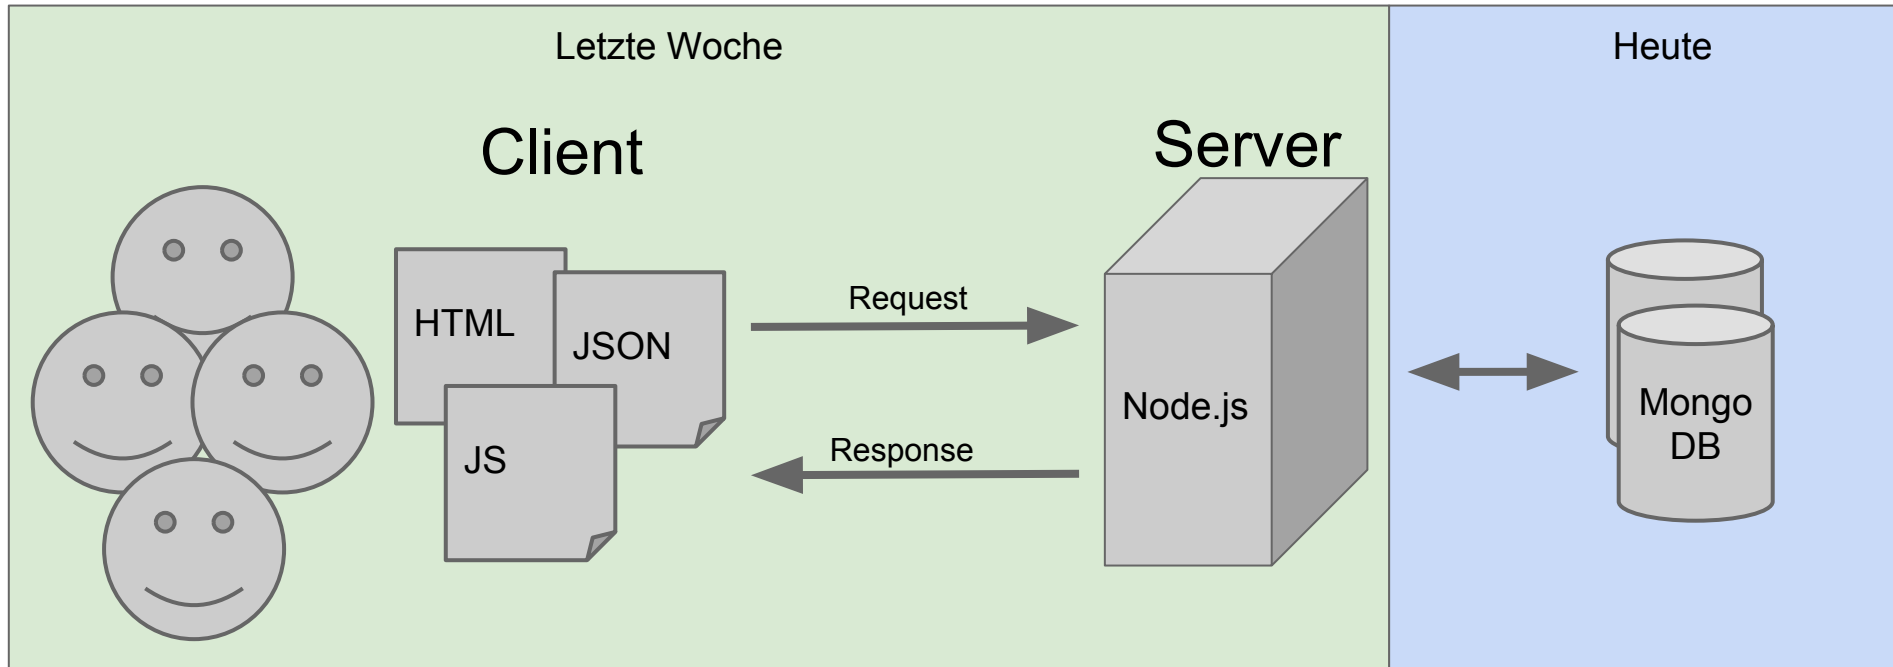 Letzte Woche
Heute
Client
Server
HTML
JSON
JS
Request
Response
Node.js
Mongo
DB